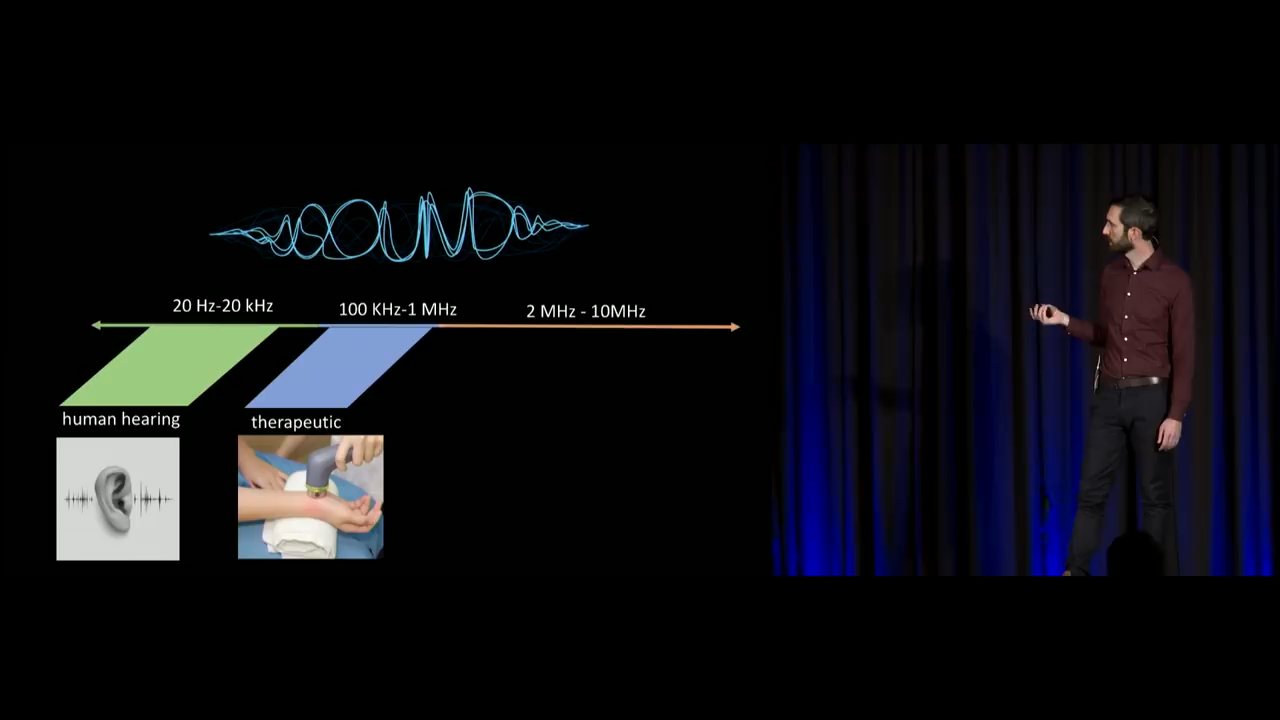 SOUND
20 Hz-20 kHz
100 KHz-1 MHz
2 MHz - 10MHz
human hearing
therapeutic